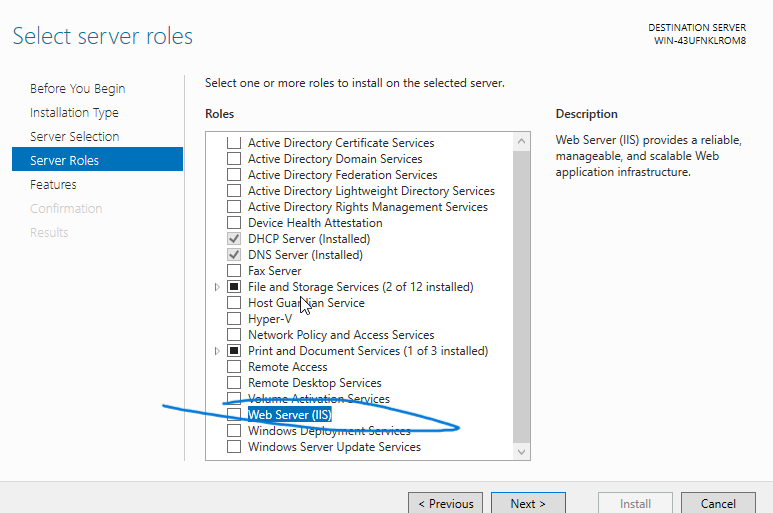 Select server roles
DESTINATION SERVER
WIN-43UFNKLROM8
Before You Begin
Installation Type
Server Selection
Server Roles
Features
Confirmation
Results
Select one or more roles to install on the selected server.
Roles
Active Directory Certificate Services
Active Directory Domain Services
Active Directory Federation Services
Active Directory Lightweight Directory Services
Active Directory Rights Management Services
Device Health Attestation
DHCP Server (Installed)
DNS Server (Installed)
Fax Server
File and Storage Services (2 of 12 installed)
Host Guardian Service
Hyper-V
Network Policy and Access Services
Print and Document Services (1 of 3 installed)
Remote Access
Remote Desktop Services
Volume Activation Services
Web Server (IIS)
Windows Deployment Services
Windows Server Update Services
Description
Web Server (IIS) provides a reliable,
manageable, and scalable Web
application infrastructure.
< Previous
Next >
Install
Cancel